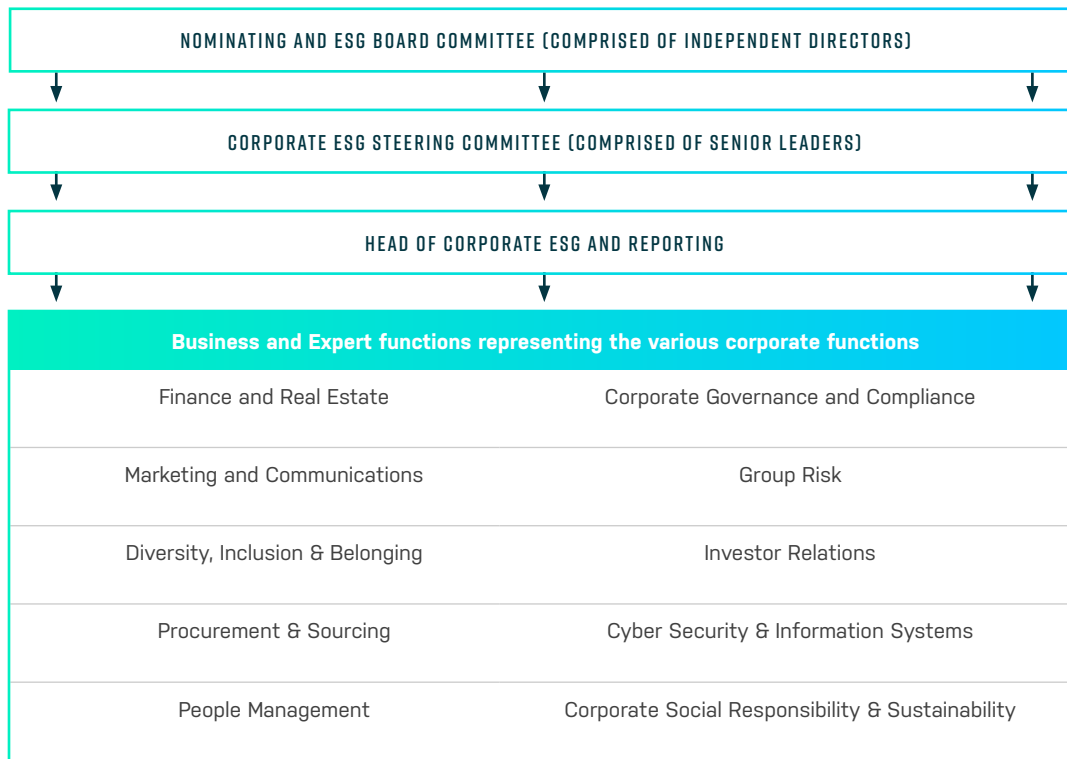 NOMINATING AND ESG BOARD COMMITTEE (COMPRISED OF INDEPENDENT DIRECTORS)
CORPORATE ESG STEERING COMMITTEE (COMPRISED OF SENIOR LEADERS)
HEAD OF CORPORATE ESG AND REPORTING
Business and Expert functions representing the various corporate functions
Finance and Real Estate
Corporate Governance and Compliance
Marketing and Communications
Group Risk
Diversity, Inclusion & Belonging
Investor Relations
Procurement & Sourcing
Cyber Security & Information Systems
People Management
Corporate Social Responsibility & Sustainability